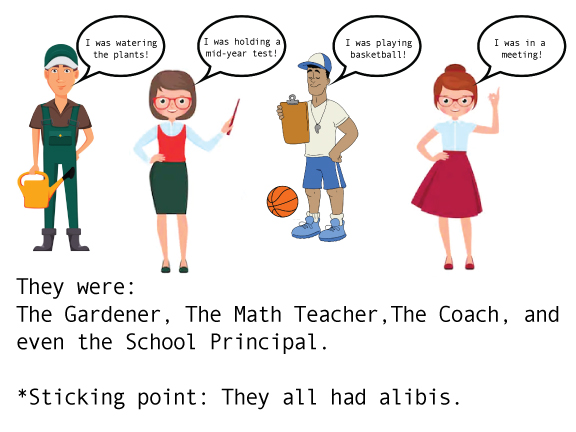 I was watering
the plants!
I was holding a
mid-year test!
I was playing
basketball!
I was in a
meeting!
They were:
The Gardener, The Math Teacher,The Coach, and
even the School Principal.
*Sticking point: They all had alibis.